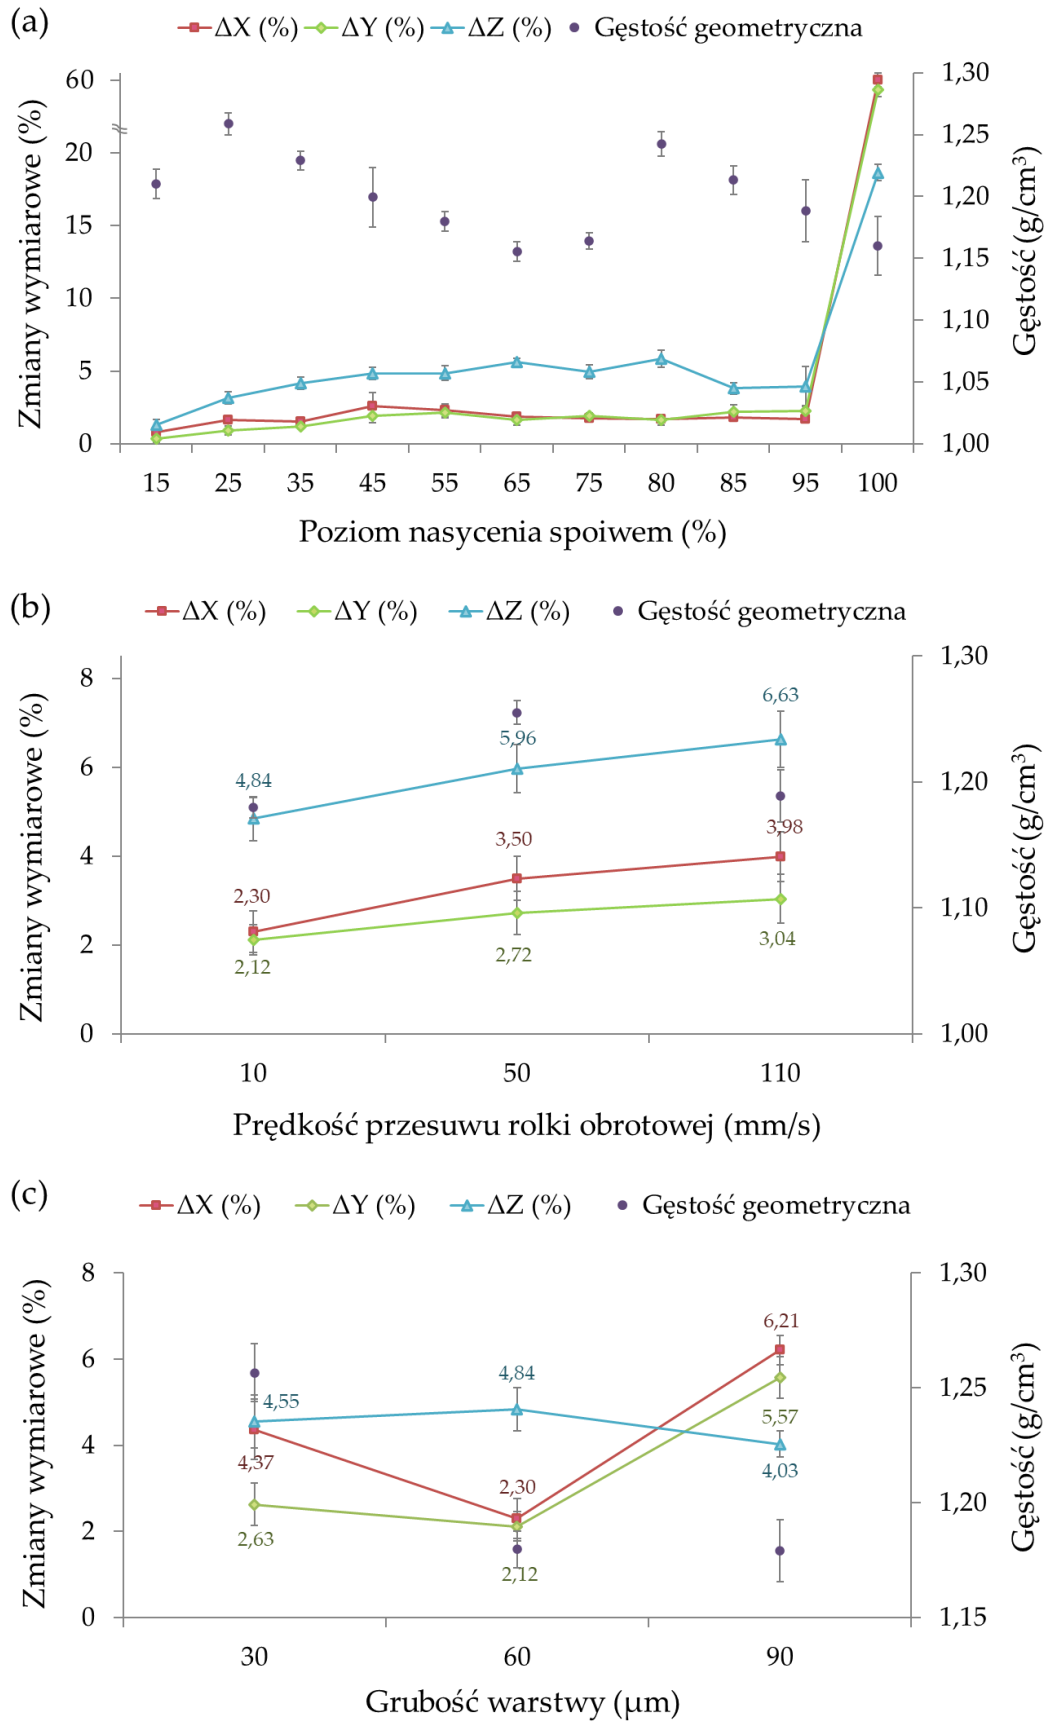 (a)
ΔX (%) ΔY (%) ΔZ (%) Gęstość geometryczna
Zmiany wymiarowe (%)
60
20
15
10
5
0
1,30
1,25
1,20
1,15
1,10
1,05
1,00
Gęstość (g/cm³)
15 25 35 45 55 65 75 80 85 95 100
Poziom nasycenia spoiwem (%)
(b)
ΔX (%) ΔY (%) ΔZ (%) Gęstość geometryczna
Zmiany wymiarowe (%)
8
6
4
2
0
4,84
5,96
6,63
2,30
3,50
3,98
2,12
2,72
3,04
1,30
1,20
1,10
1,00
Gęstość (g/cm³)
10 50 110
Prędkość przesuwu rolki obrotowej (mm/s)
(c)
ΔX (%) ΔY (%) ΔZ (%) Gęstość geometryczna
Zmiany wymiarowe (%)
8
6
4
2
0
4,55
4,84
4,03
4,37
2,30
6,21
2,63
2,12
5,57
1,30
1,25
1,20
1,15
Gęstość (g/cm³)
30 60 90
Grubość warstwy (μm)